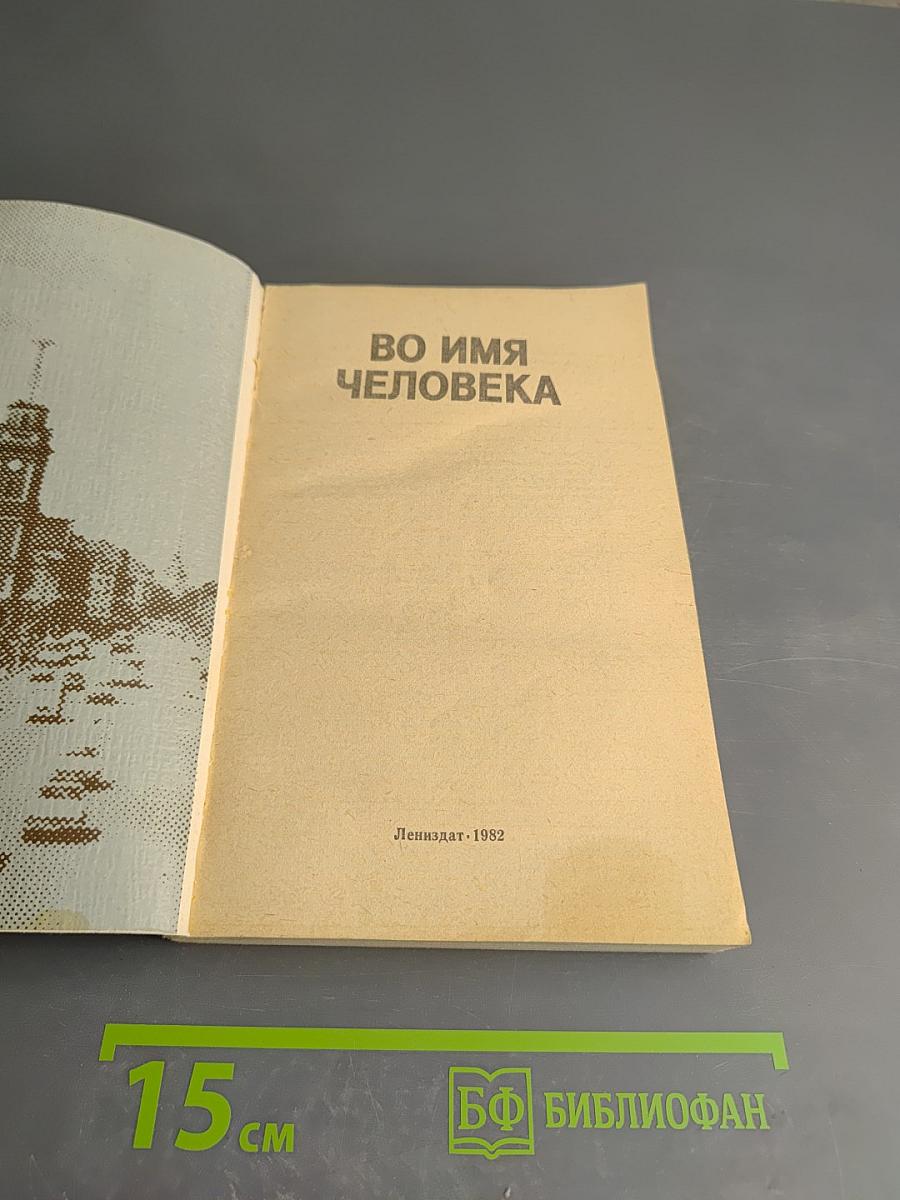 ВО ИМЯ
ЧЕЛОВЕКА
Лениздат · 1982
15 см
БФ БИБЛИОФАН